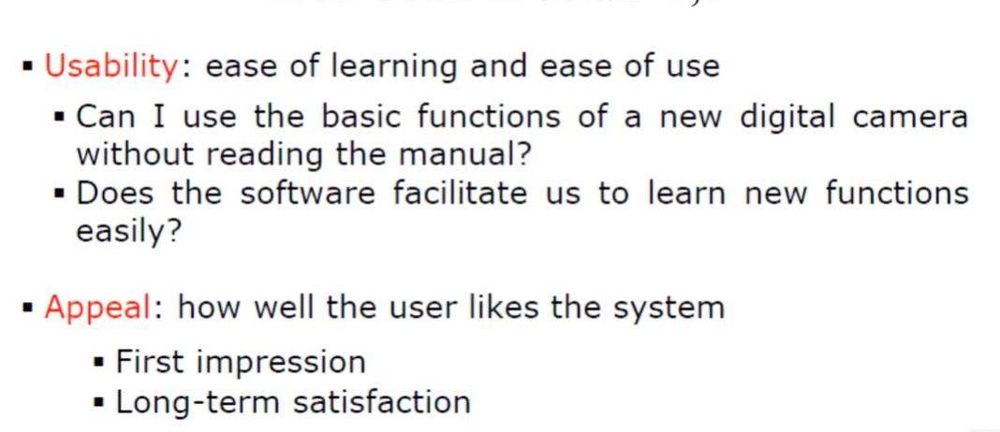 ▪ Usability: ease of learning and ease of use
▪ Can I use the basic functions of a new digital camera
without reading the manual?
▪ Does the software facilitate us to learn new functions
easily?
▪ Appeal: how well the user likes the system
▪ First impression
▪ Long-term satisfaction